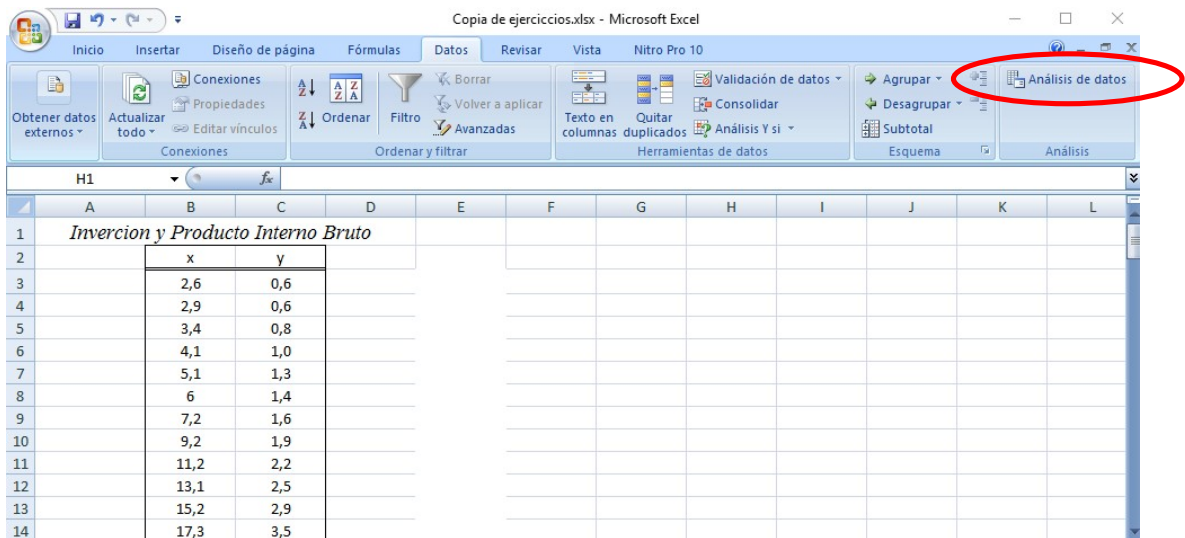 Copia de ejerciccios.xlsx - Microsoft Excel
Inicio Insertar Diseño de página Fórmulas Datos Revisar Vista Nitro Pro 10
Obtener datos externos
Actualizar todo
Conexiones
Propiedades
Editar vínculos
Conexiones
Ordenar
Filtro
Borrar
Volver a aplicar
Avanzadas
Ordenar y filtrar
Texto en columnas
Quitar duplicados
Validación de datos
Consolidar
Análisis Y si
Herramientas de datos
Agrupar
Desagrupar
Subtotal
Esquema
Análisis de datos
Análisis
H1 fx
A B C D E F G H I J K L
1 Invercion y Producto Interno Bruto
2 x y
3 2,6 0,6
4 2,9 0,6
5 3,4 0,8
6 4,1 1,0
7 5,1 1,3
8 6 1,4
9 7,2 1,6
10 9,2 1,9
11 11,2 2,2
12 13,1 2,5
13 15,2 2,9
14 17,3 3,5